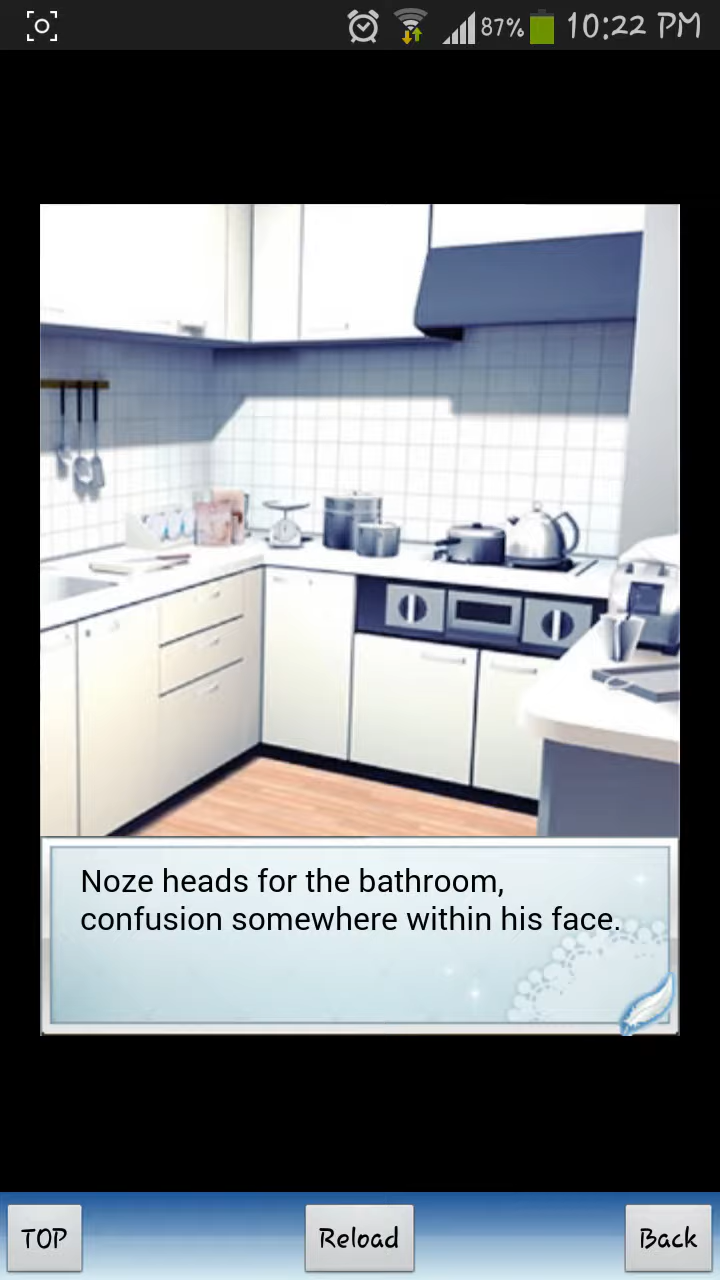 87% 10:22 PM
Noze heads for the bathroom,
confusion somewhere within his face.
TOP Reload Back